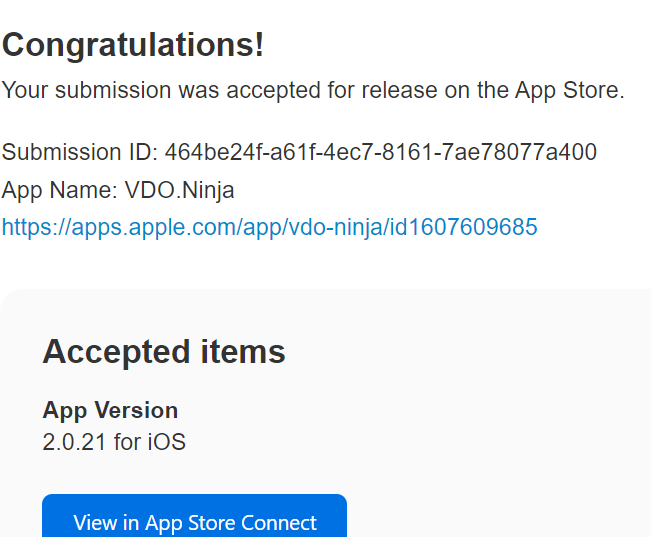 Congratulations!
Your submission was accepted for release on the App Store.
Submission ID: 464be24f-a61f-4ec7-8161-7ae78077a400
App Name: VDO.Ninja
https://apps.apple.com/app/vdo-ninja/id1607609685
Accepted items
App Version
2.0.21 for iOS
View in App Store Connect